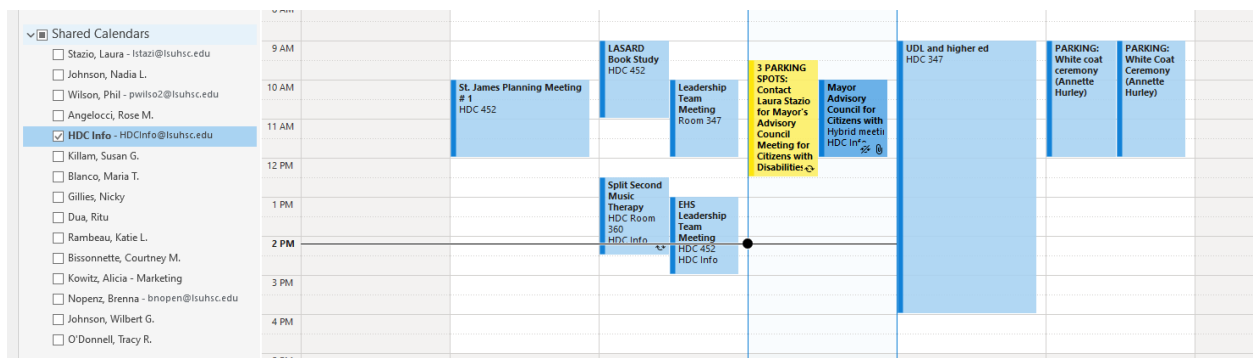 Shared Calendars
Stazio, Laura - lstazi@lsuhsc.edu
Johnson, Nadia L.
Wilson, Phil - pwilso2@lsuhsc.edu
Angelocci, Rose M.
HDC Info - HDCInfo@lsuhsc.edu
Killam, Susan G.
Blanco, Maria T.
Gillies, Nicky
Dua, Ritu
Rambeau, Katie L.
Bissonnette, Courtney M.
Kowitz, Alicia - Marketing
Nopenz, Brenna - bnopen@lsuhsc.edu
Johnson, Wilbert G.
O'Donnell, Tracy R.
9 AM
10 AM
11 AM
12 PM
1 PM
2 PM
3 PM
4 PM
St. James Planning Meeting
# 1
HDC 452
LASARD
Book Study
HDC 452
Leadership
Team
Meeting
Room 347
Split Second
Music
Therapy
HDC Room
360
HDC Info
EHS
Leadership
Team
Meeting
HDC 452
HDC Info
3 PARKING
SPOTS:
Contact
Laura Stazio
for Mayor's
Advisory
Council
Meeting for
Citizens with
Disabilities
Mayor
Advisory
Council for
Citizens with
Hybrid meeti
HDC Info
UDL and higher ed
HDC 347
PARKING:
White coat
ceremony
(Annette
Hurley)
PARKING:
White Coat
Ceremony
(Annette
Hurley)